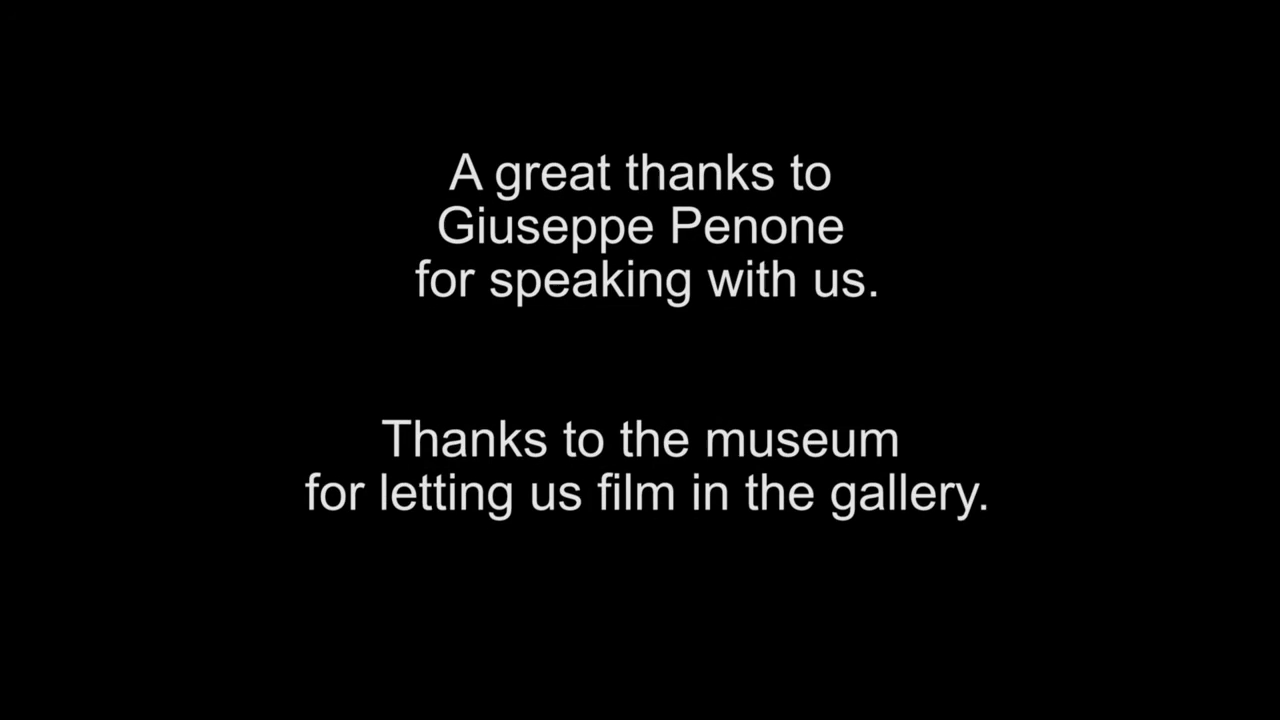 A great thanks to
Giuseppe Penone
for speaking with us.
Thanks to the museum
for letting us film in the gallery.